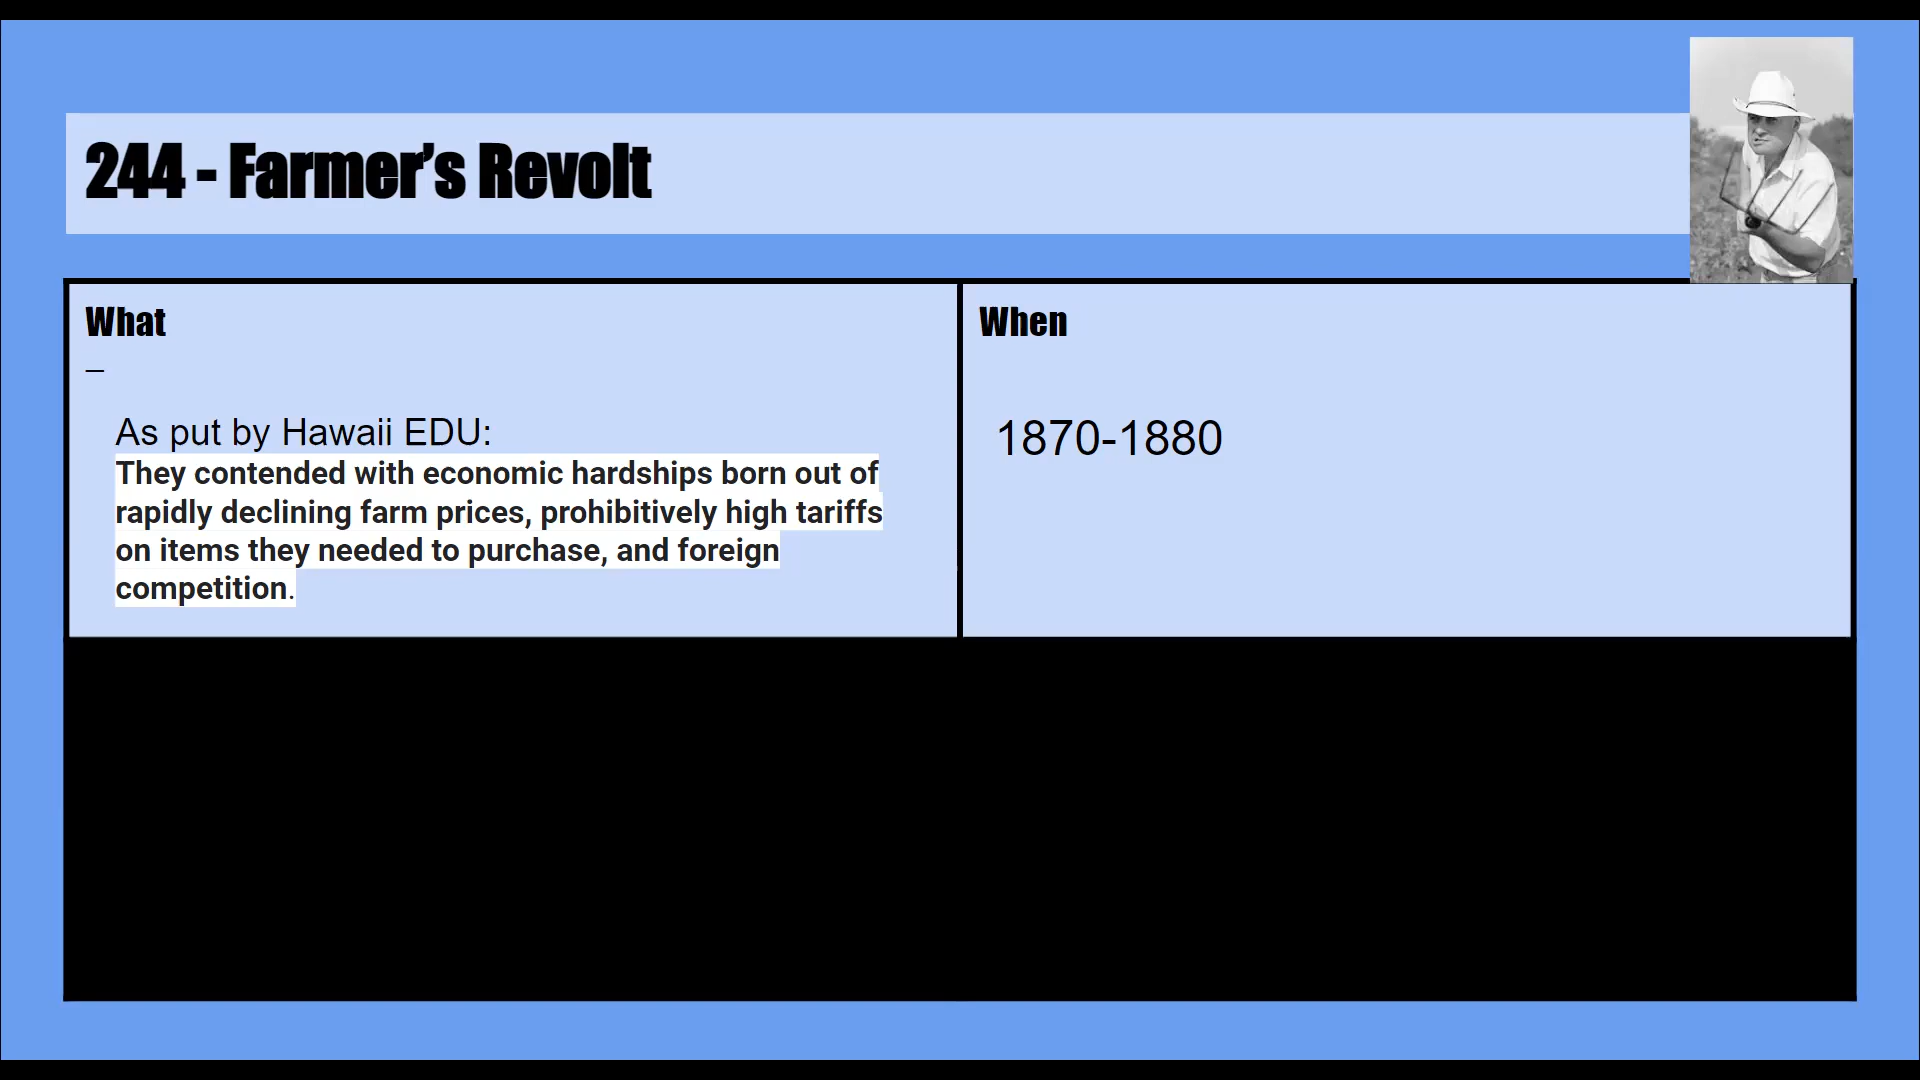 244 - Farmer’s Revolt
What
–
As put by Hawaii EDU:
They contended with economic hardships born out of
rapidly declining farm prices, prohibitively high tariffs
on items they needed to purchase, and foreign
competition.
When
1870-1880